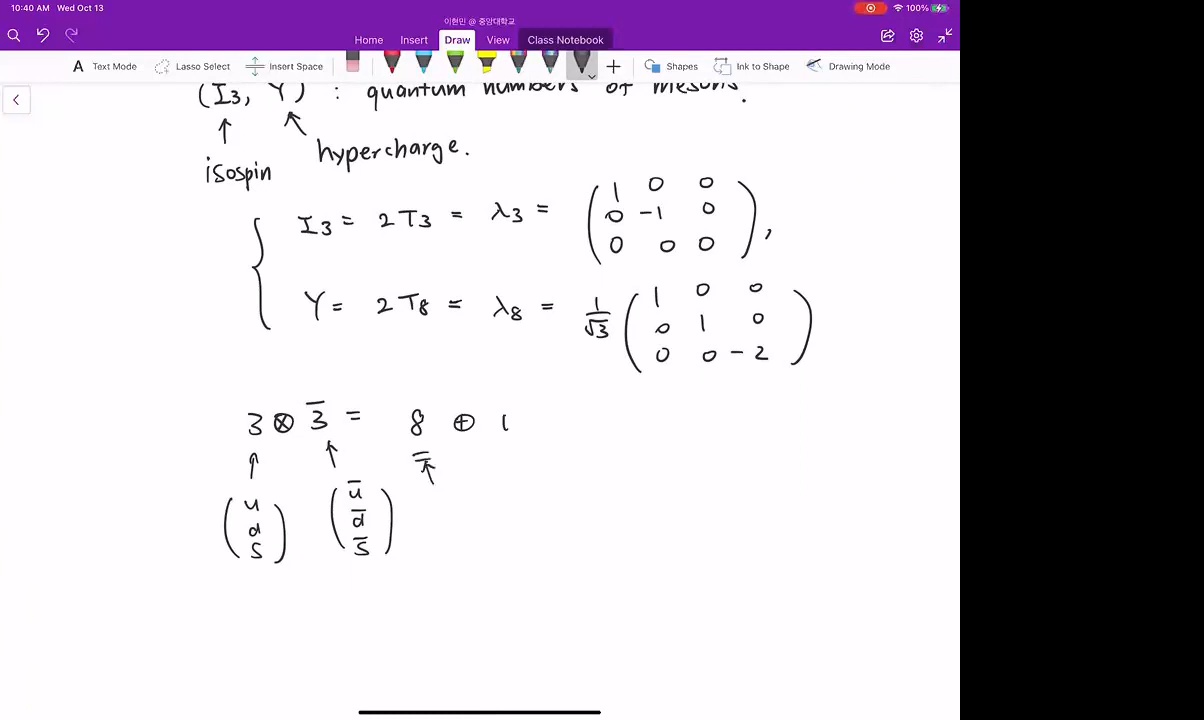 10:40 AM Wed Oct 13
100%
이현민 @ 중앙대학교
Home Insert Draw View Class Notebook
Text Mode Lasso Select Insert Space Shapes Ink to Shape Drawing Mode
(I3, Y) : quantum numbers of mesons.
↑ ↖
isospin hypercharge.
{ I3 = 2T3 = λ3 = (1 0 0
0 -1 0
0 0 0),
Y = 2T8 = λ8 = 1/√3 (1 0 0
0 1 0
0 0 -2)
3 ⊗ 3̅ = 8 ⊕ 1
↑ ↑ ↑
(u
d
s)
(u̅
d̅
s̅)